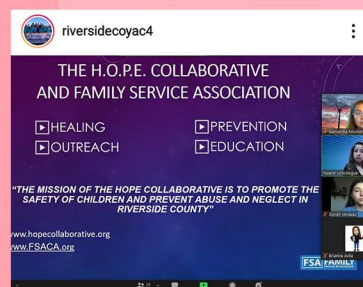 riversidecoyac4
THE H.O.P.E. COLLABORATIVE
AND FAMILY SERVICE ASSOCIATION
HEALING
PREVENTION
OUTREACH
EDUCATION
"THE MISSION OF THE HOPE COLLABORATIVE IS TO PROMOTE THE
SAFETY OF CHILDREN AND PREVENT ABUSE AND NEGLECT IN
RIVERSIDE COUNTY"
www.hopecollaborative.org
www.FSACA.org
FSA FAMILY